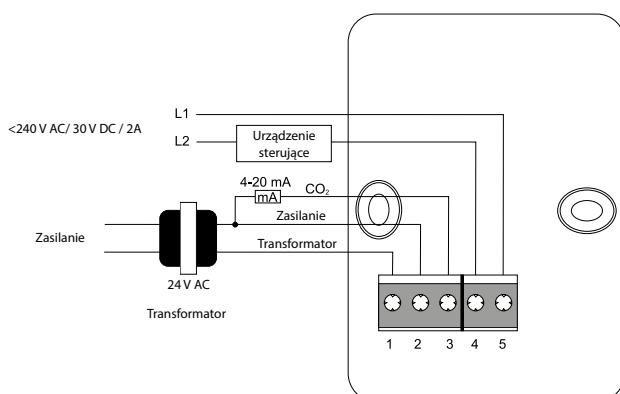 L1
<240 V AC/ 30 V DC / 2A
L2
Urządzenie
sterujące
4-20 mA
mA
CO₂
Zasilanie
Zasilanie
Transformator
24 V AC
Transformator
1 2 3 4 5